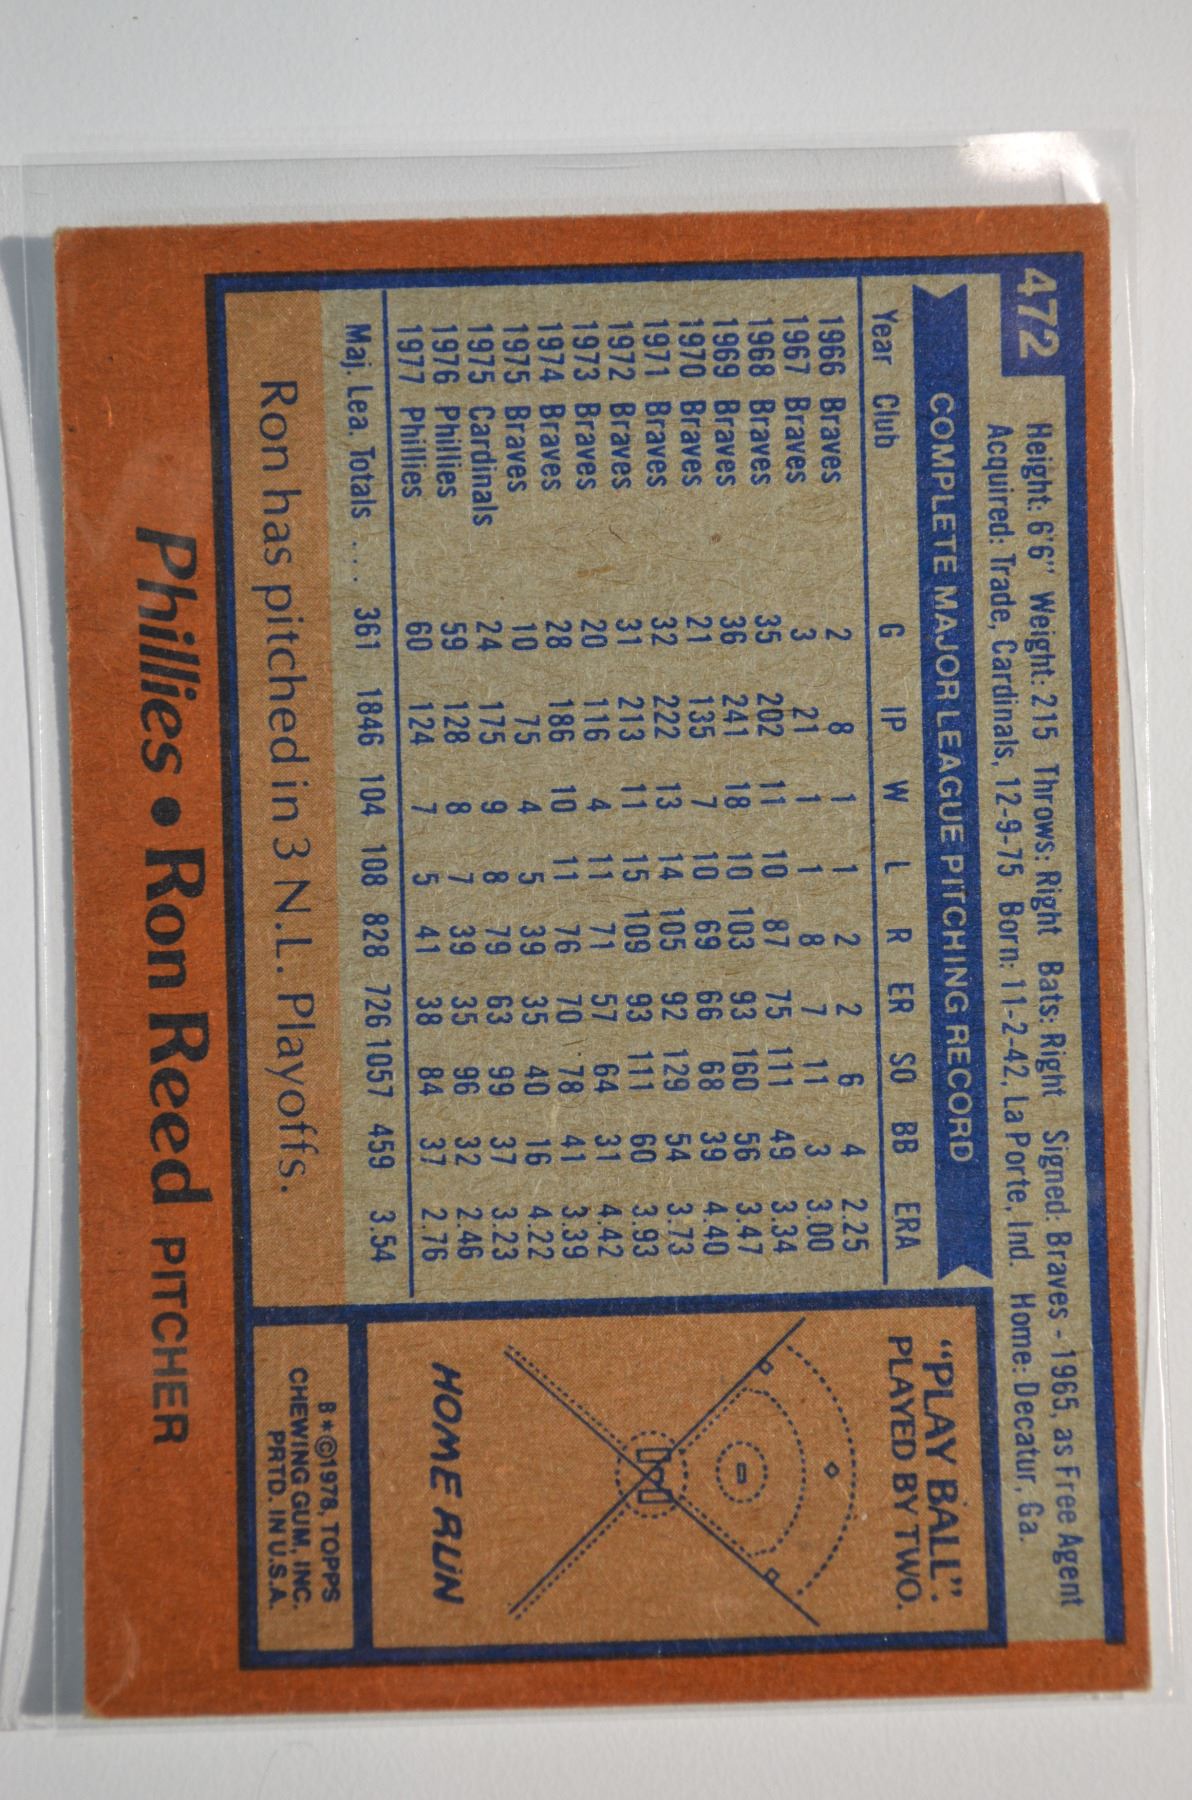 472
Height: 6'6" Weight: 215 Throws: Right Bats: Right Signed: Braves - 1965, as Free Agent
Acquired: Trade, Cardinals, 12-9-75 Born: 11-2-42, La Porte, Ind. Home: Decatur, Ga.
COMPLETE MAJOR LEAGUE PITCHING RECORD
Year Club G IP W L R ER SO BB ERA
1966 Braves 2 8 1 1 2 2 6 4 2.25
1967 Braves 3 21 1 1 8 7 11 3 3.00
1968 Braves 35 202 11 10 87 75 111 49 3.34
1969 Braves 36 241 18 10 103 93 160 56 3.47
1970 Braves 21 135 7 10 69 66 68 39 4.40
1971 Braves 32 222 13 14 105 92 129 54 3.73
1972 Braves 31 213 11 15 109 93 111 60 3.93
1973 Braves 20 116 4 11 71 57 64 31 4.42
1974 Braves 28 186 10 11 76 70 78 41 3.39
1975 Braves 10 75 4 5 39 35 40 16 4.22
1975 Cardinals 24 175 9 8 79 63 99 37 3.23
1976 Phillies 59 128 8 7 39 35 96 32 2.46
1977 Phillies 60 124 7 5 41 38 84 37 2.76
Maj. Lea. Totals ... 361 1846 104 108 828 726 1057 459 3.54
Ron has pitched in 3 N.L. Playoffs.
"PLAY BALL"
PLAYED BY TWO.
HOME RUN
B*©1978, TOPPS
CHEWING GUM, INC.
PRTD. IN U.S.A.
Phillies • Ron Reed PITCHER